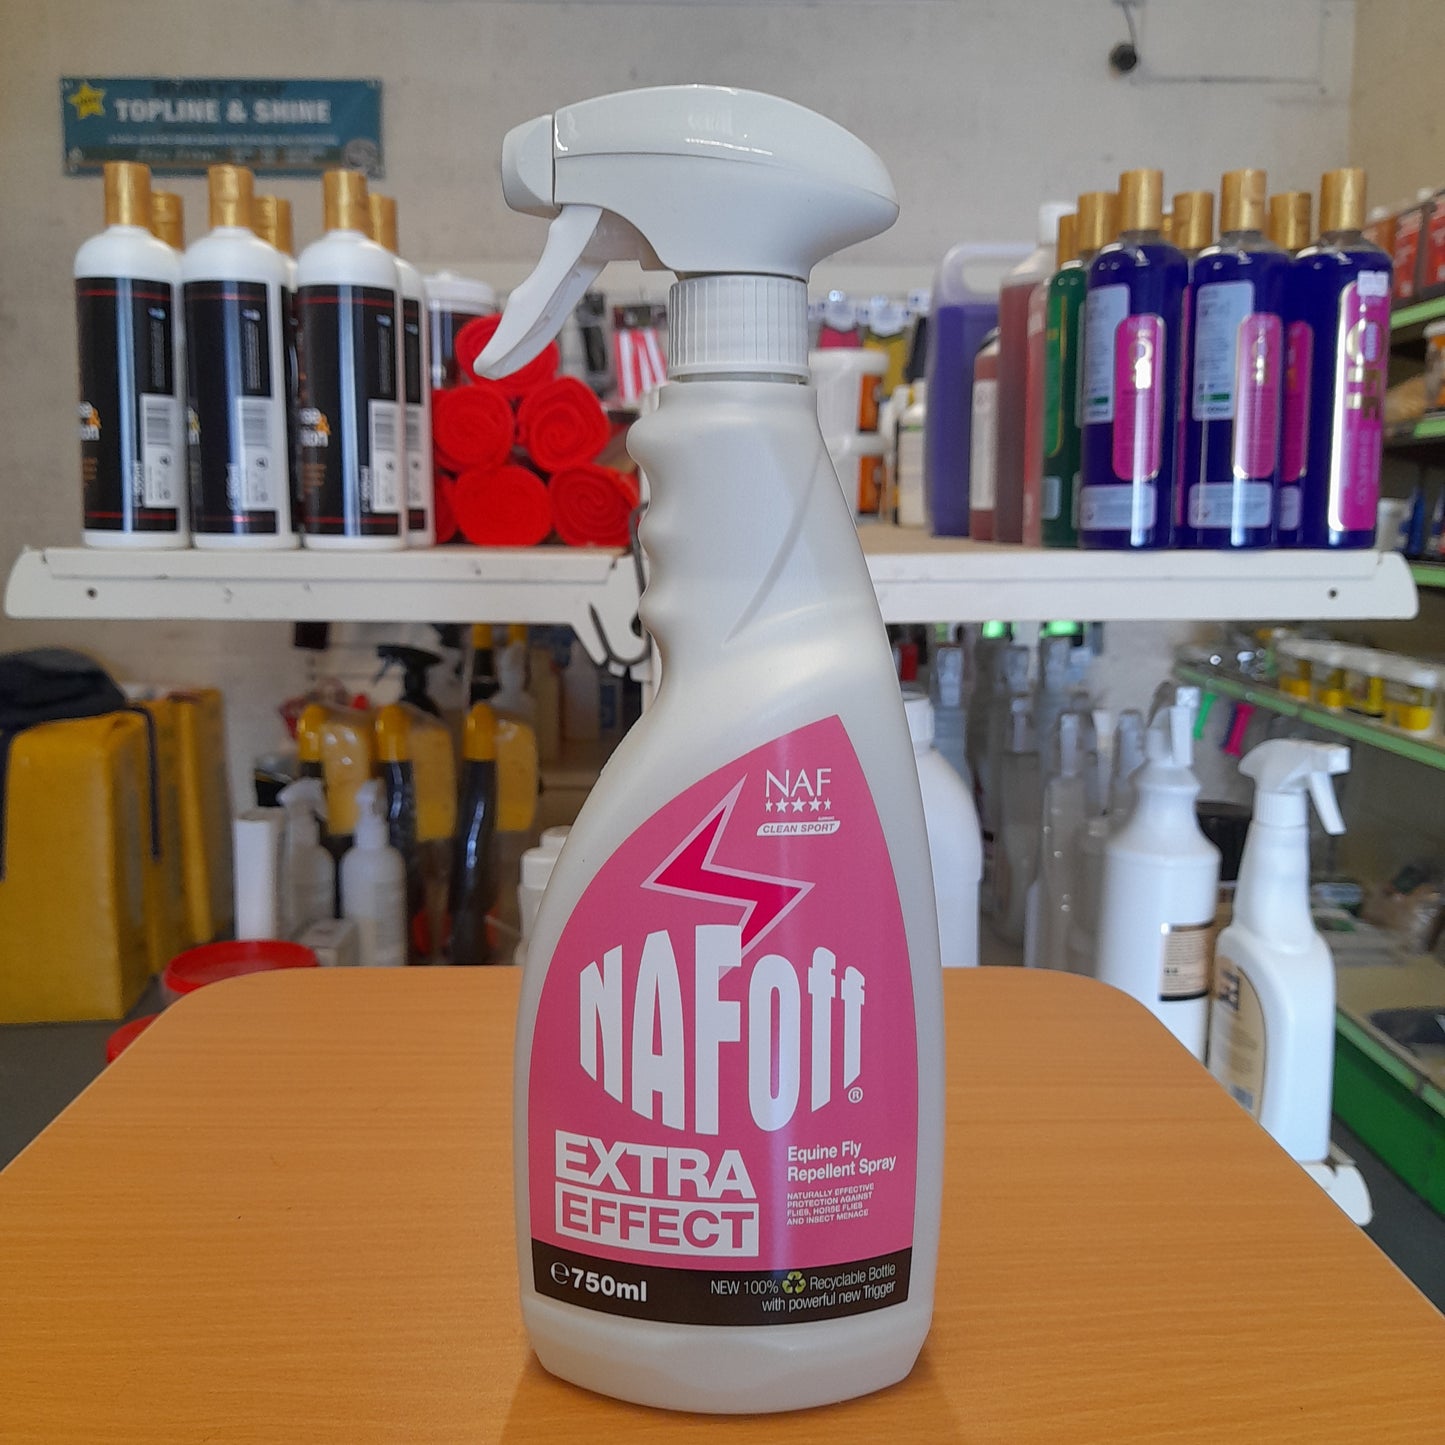 TOPLINE & SHINE
NAF
CLEAN SPORT
NAF Off
®
EXTRA
EFFECT
Equine Fly
Repellent Spray
NATURALLY EFFECTIVE
PROTECTION AGAINST
FLIES, HORSE FLIES
AND INSECT MENACE
℮750ml
NEW 100% Recyclable Bottle
with powerful new Trigger